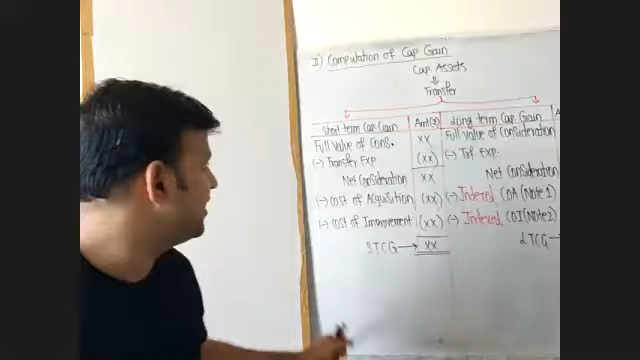 II) Computation of Cap Gain
Cap. Assets
Transfer
Short term Cap Gain Amt(₹) Long term Cap Gain A
Full Value of Cons. XX Full Value of Consideration
(-) Transfer Exp (XX) (-) Trf. Exp.
Net Consideration XX Net Consideration
(-) Cost of Acquisition (XX) (-) Indexed COA (Note 1)
(-) Cost of Improvement (XX) (-) Indexed COI (Note 2)
STCG → XX LTCG →